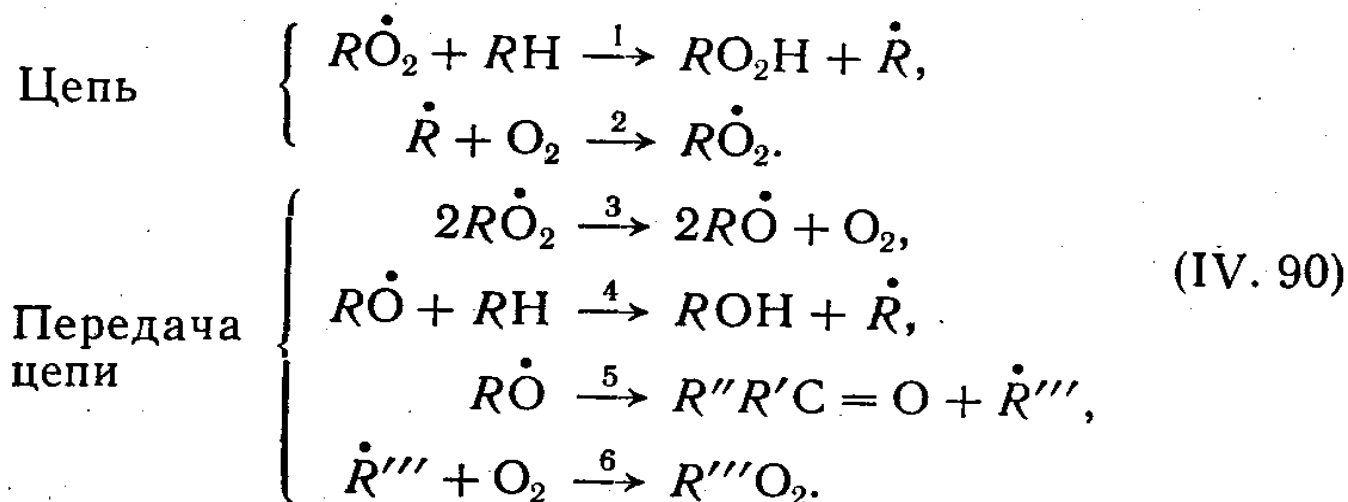 Цепь
RȮ₂ + RH —1→ RO₂H + Ṙ,
Ṙ + O₂ —2→ RȮ₂.
Передача цепи
2RȮ₂ —3→ 2RȮ + O₂,
RȮ + RH —4→ ROH + Ṙ,
RȮ —5→ R″R′C = O + Ṙ‴,
Ṙ‴ + O₂ —6→ R‴O₂.
(IV. 90)